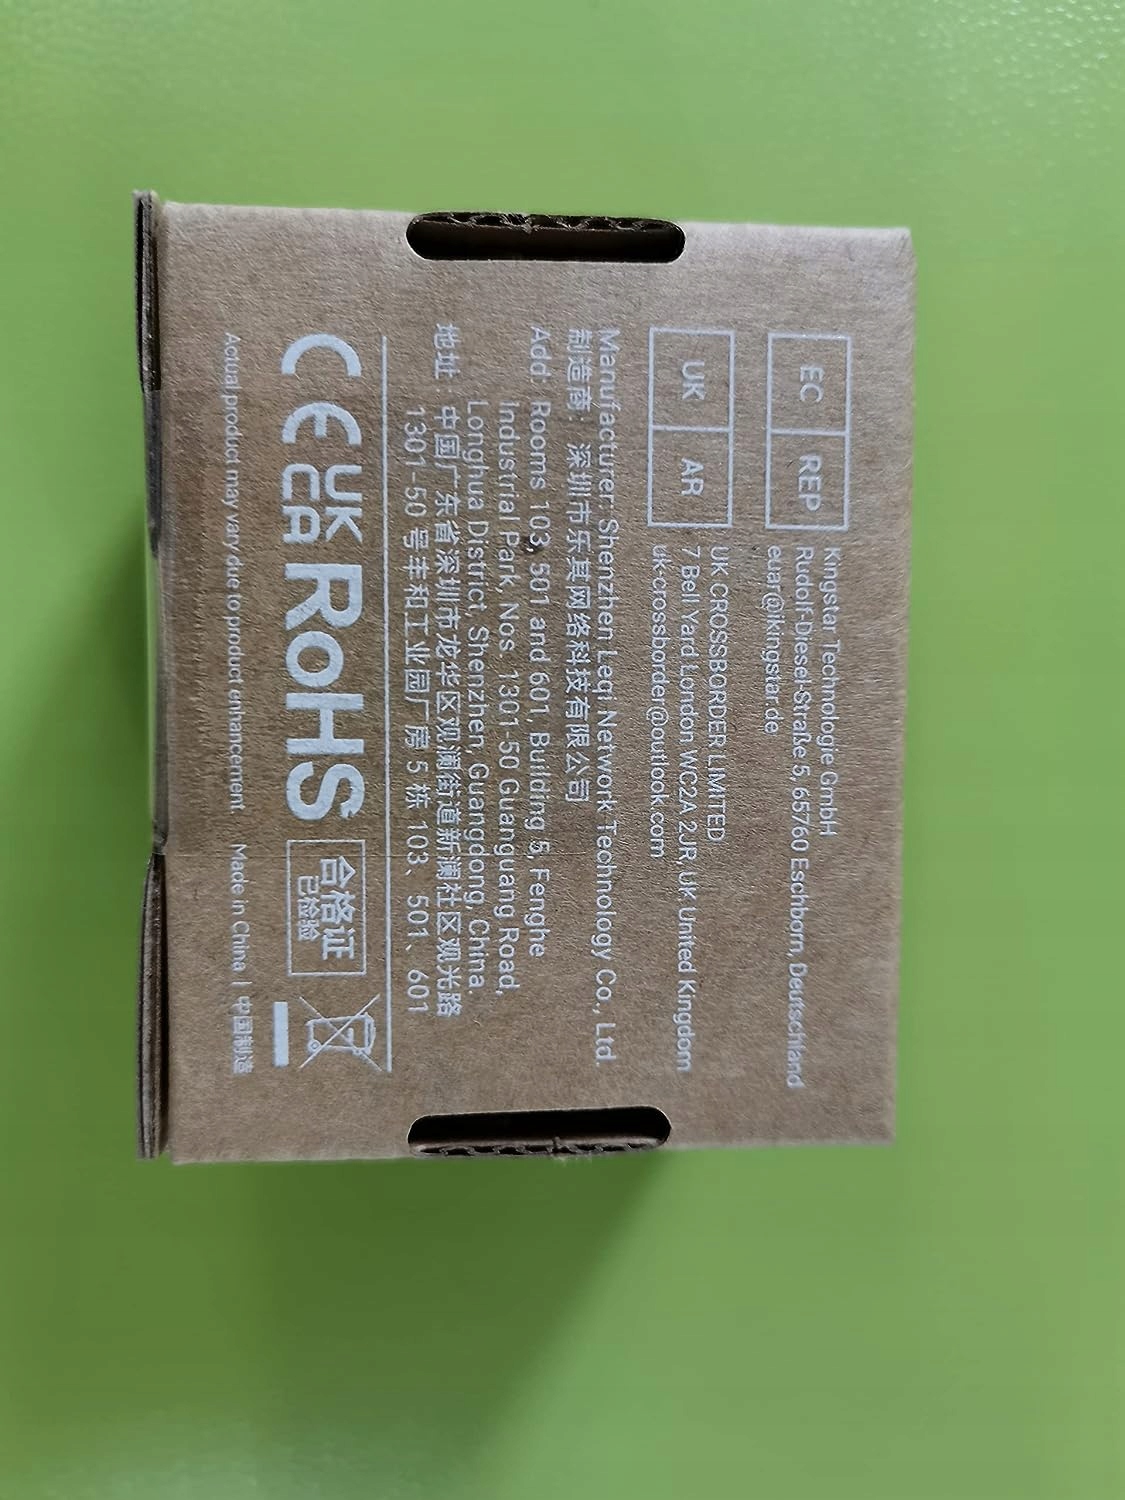 EC REP
Kingstar Technologie GmbH
Rudolf-Diesel-Straße 5, 65760 Eschborn, Deutschland
euar@ikingstar.de
UK AR
UK CROSSBORDER LIMITED
7 Bell Yard London WC2A 2JR, UK United Kingdom
uk-crossborder@outlook.com
Manufacturer: Shenzhen Leqi Network Technology Co., Ltd.
制造商：深圳市乐其网络科技有限公司
Add: Rooms 103, 501 and 601, Building 5, Fenghe
Industrial Park, Nos. 1301-50 Guanguang Road,
Longhua District, Shenzhen, Guangdong, China.
地址：中国广东省深圳市龙华区观澜街道新澜社区观光路
1301-50 号丰和工业园厂房 5 栋 103、501、601
CE UK CA RoHS 合格证
已检验
Actual product may vary due to product enhancement. Made in China | 中国制造